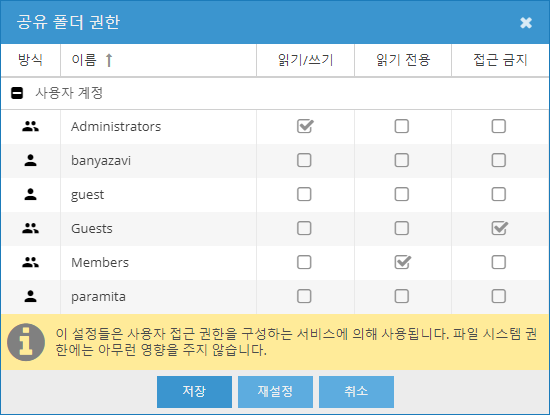 공유 폴더 권한
방식 이름 읽기/쓰기 읽기 전용 접근 금지
사용자 계정
Administrators
banyazavi
guest
Guests
Members
paramita
이 설정들은 사용자 접근 권한을 구성하는 서비스에 의해 사용됩니다. 파일 시스템 권
한에는 아무런 영향을 주지 않습니다.
저장 재설정 취소